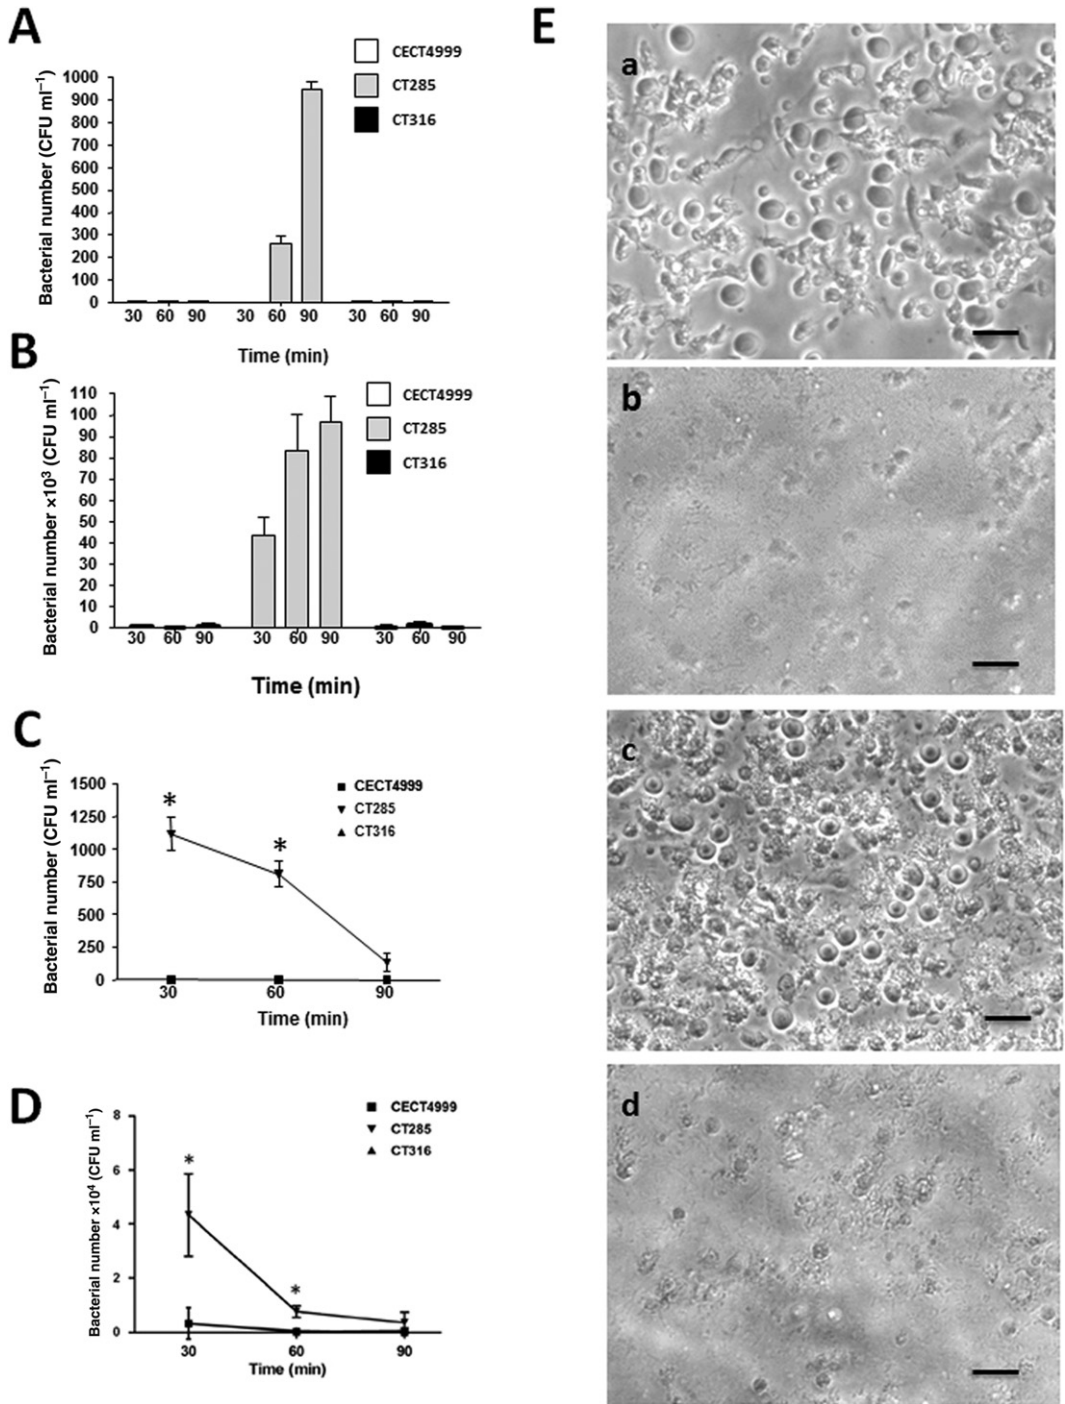 A
CECT4999
CT285
CT316
Bacterial number (CFU ml⁻¹)
1000
900
800
700
600
500
400
300
200
100
0
30 60 90 30 60 90 30 60 90
Time (min)
B
CECT4999
CT285
CT316
Bacterial number ×10³ (CFU ml⁻¹)
110
100
90
80
70
60
50
40
30
20
10
0
30 60 90 30 60 90 30 60 90
Time (min)
C
CECT4999
CT285
CT316
Bacterial number (CFU ml⁻¹)
1500
1250
1000
750
500
250
0
* *
30 60 90
Time (min)
D
CECT4999
CT285
CT316
Bacterial number ×10⁴ (CFU ml⁻¹)
8
6
4
2
0
* *
30 60 90
Time (min)
E
a
b
c
d